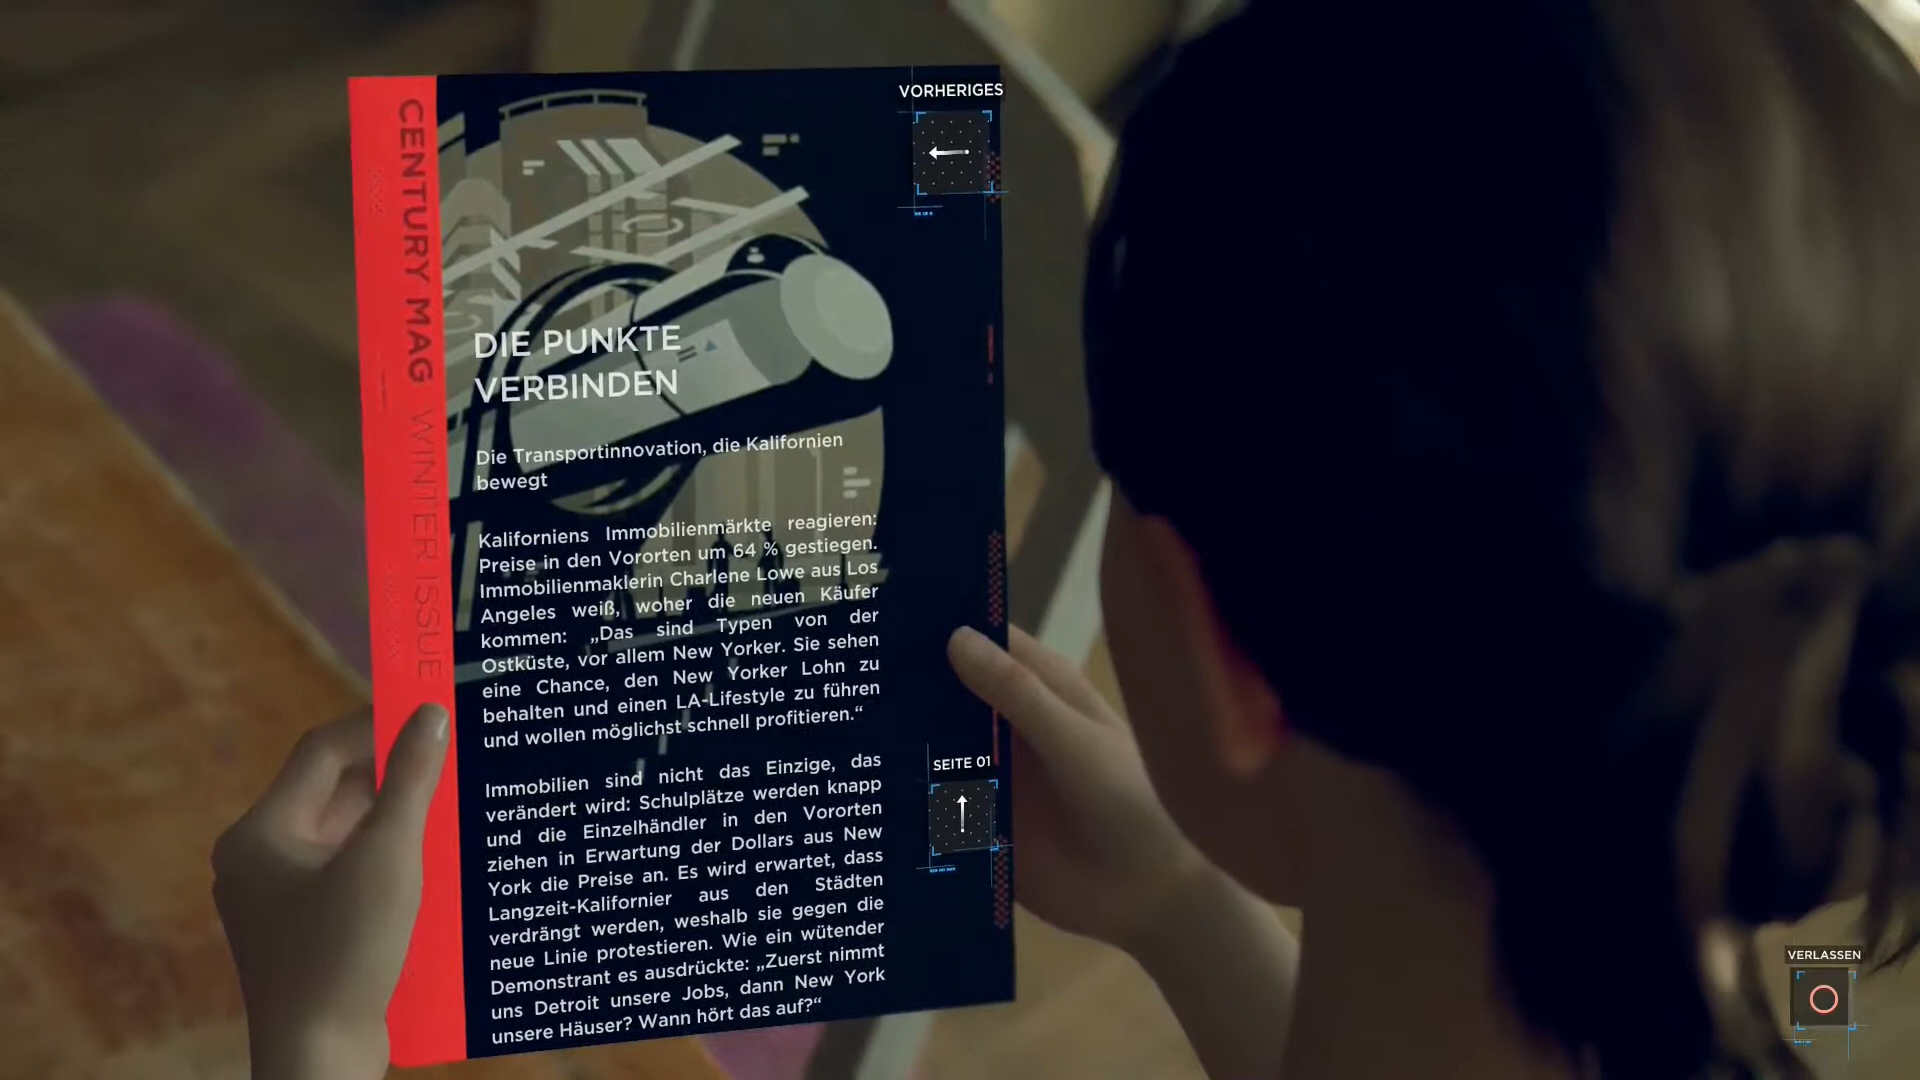 CENTURY MAG WINTER ISSUE
VORHERIGES
DIE PUNKTE
VERBINDEN
Die Transportinnovation, die Kalifornien
bewegt
Kaliforniens Immobilienmärkte reagieren:
Preise in den Vororten um 64 % gestiegen.
Immobilienmaklerin Charlene Lowe aus Los
Angeles weiß, woher die neuen Käufer
kommen: „Das sind Typen von der
Ostküste, vor allem New Yorker. Sie sehen
eine Chance, den New Yorker Lohn zu
behalten und einen LA-Lifestyle zu führen
und wollen möglichst schnell profitieren.“
Immobilien sind nicht das Einzige, das
verändert wird: Schulplätze werden knapp
und die Einzelhändler in den Vororten
ziehen in Erwartung der Dollars aus New
York die Preise an. Es wird erwartet, dass
Langzeit-Kalifornier aus den Städten
verdrängt werden, weshalb sie gegen die
neue Linie protestieren. Wie ein wütender
Demonstrant es ausdrückte: „Zuerst nimmt
uns Detroit unsere Jobs, dann New York
unsere Häuser? Wann hört das auf?“
SEITE 01
VERLASSEN